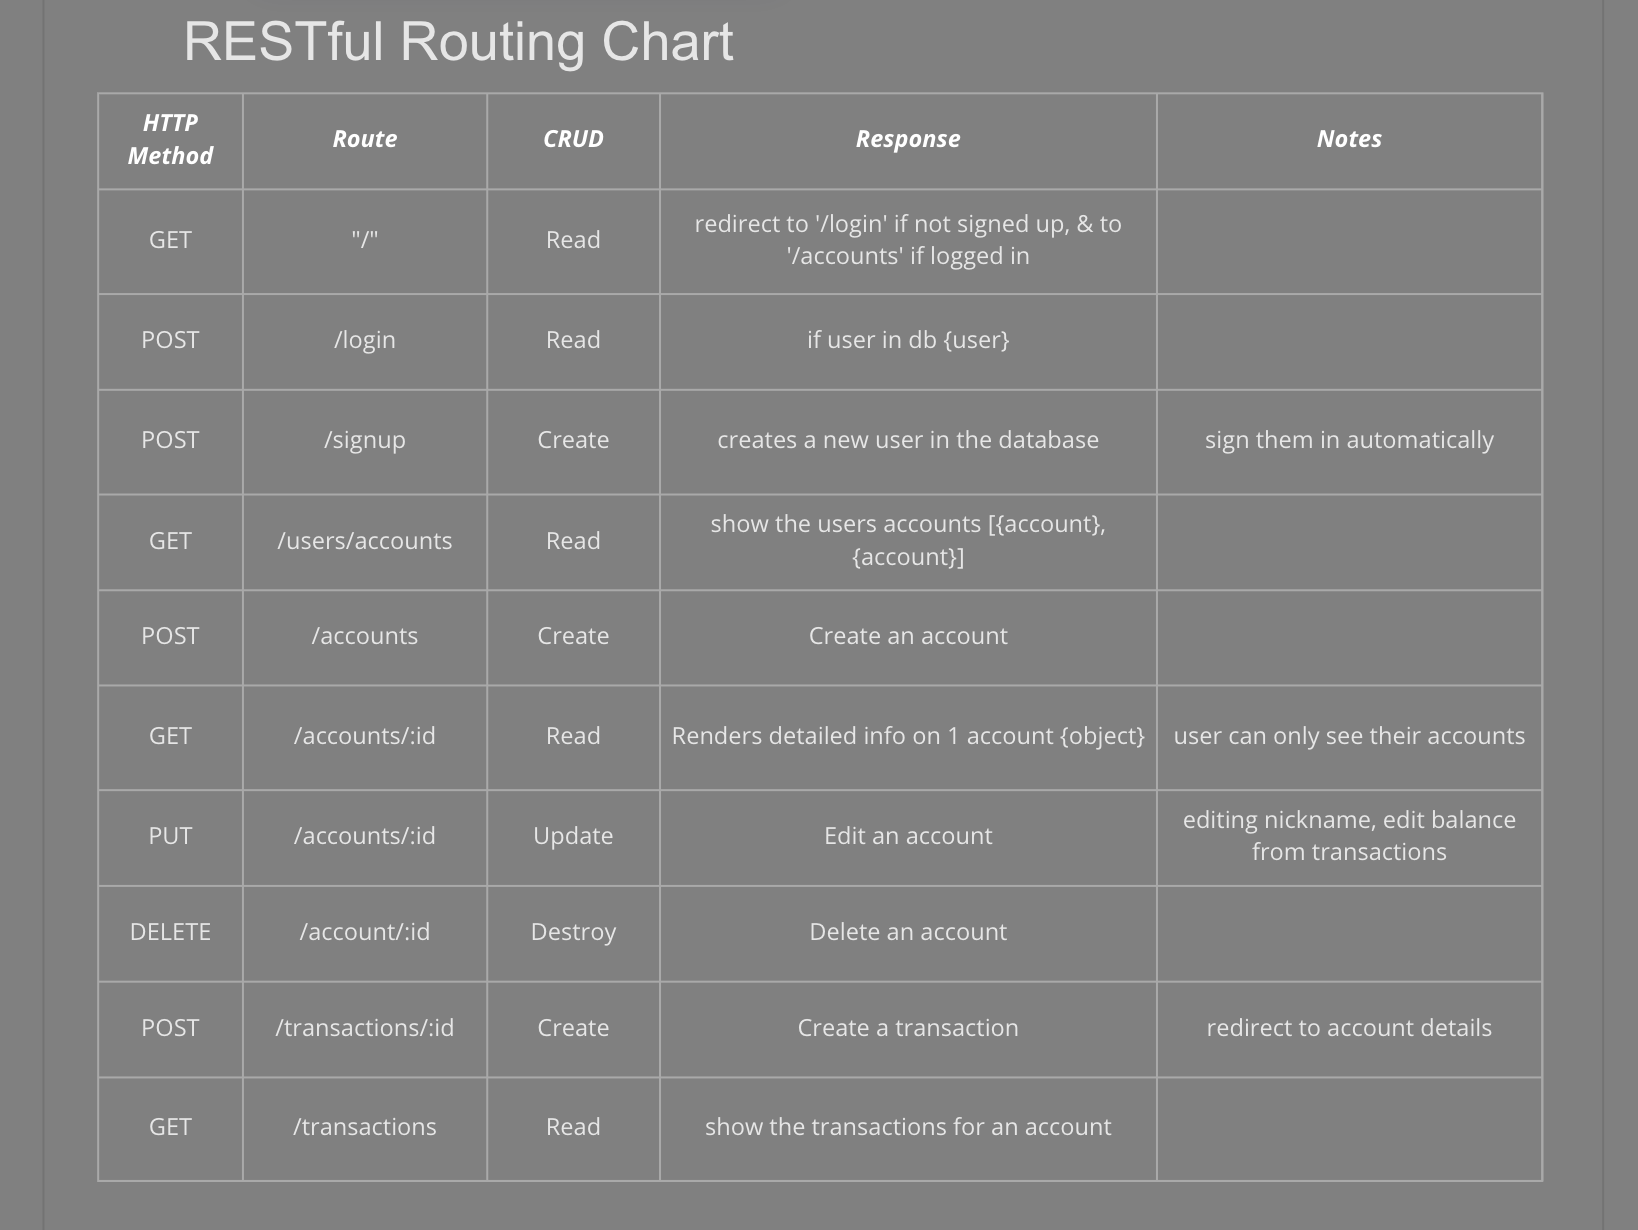 RESTful Routing Chart
HTTP
Method
Route
CRUD
Response
Notes
GET
"/"
Read
redirect to '/login' if not signed up, & to
'/accounts' if logged in
POST
/login
Read
if user in db {user}
POST
/signup
Create
creates a new user in the database
sign them in automatically
GET
/users/accounts
Read
show the users accounts [{account},
{account}]
POST
/accounts
Create
Create an account
GET
/accounts/:id
Read
Renders detailed info on 1 account {object}
user can only see their accounts
PUT
/accounts/:id
Update
Edit an account
editing nickname, edit balance
from transactions
DELETE
/account/:id
Destroy
Delete an account
POST
/transactions/:id
Create
Create a transaction
redirect to account details
GET
/transactions
Read
show the transactions for an account